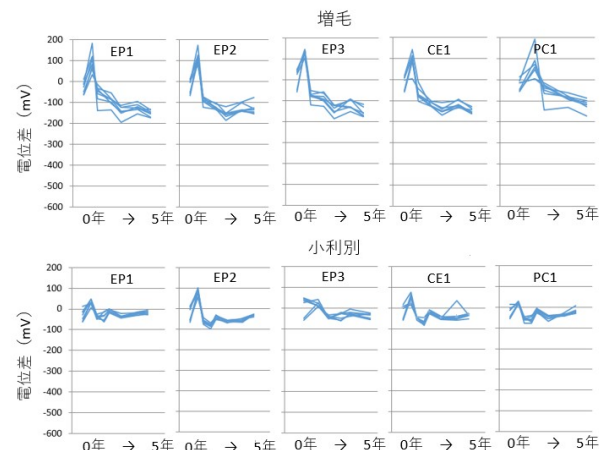 増毛
電位差（mV）
200
100
0
-100
-200
-300
-400
-500
-600
EP1
EP2
EP3
CE1
PC1
0年 → 5年
0年 → 5年
0年 → 5年
0年 → 5年
0年 → 5年
小利別
電位差（mV）
200
100
0
-100
-200
-300
-400
-500
-600
EP1
EP2
EP3
CE1
PC1
0年 → 5年
0年 → 5年
0年 → 5年
0年 → 5年
0年 → 5年